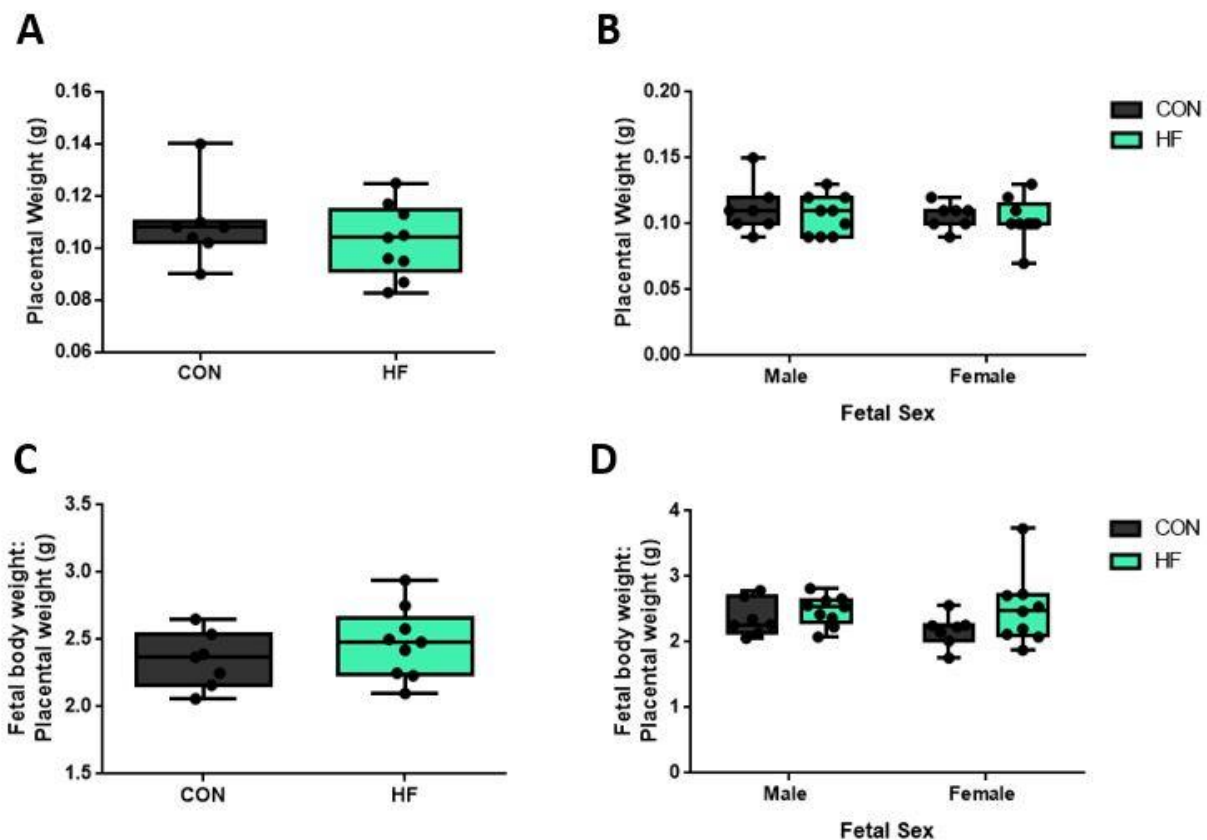 A
Placental Weight (g)
0.16
0.14
0.12
0.10
0.08
0.06
CON
HF
B
Placental Weight (g)
0.20
0.15
0.10
0.05
0.00
Male
Female
Fetal Sex
CON
HF
C
Fetal body weight:
Placental weight (g)
3.5
3.0
2.5
2.0
1.5
CON
HF
D
Fetal body weight:
Placental weight (g)
4
3
2
1
0
Male
Female
Fetal Sex
CON
HF